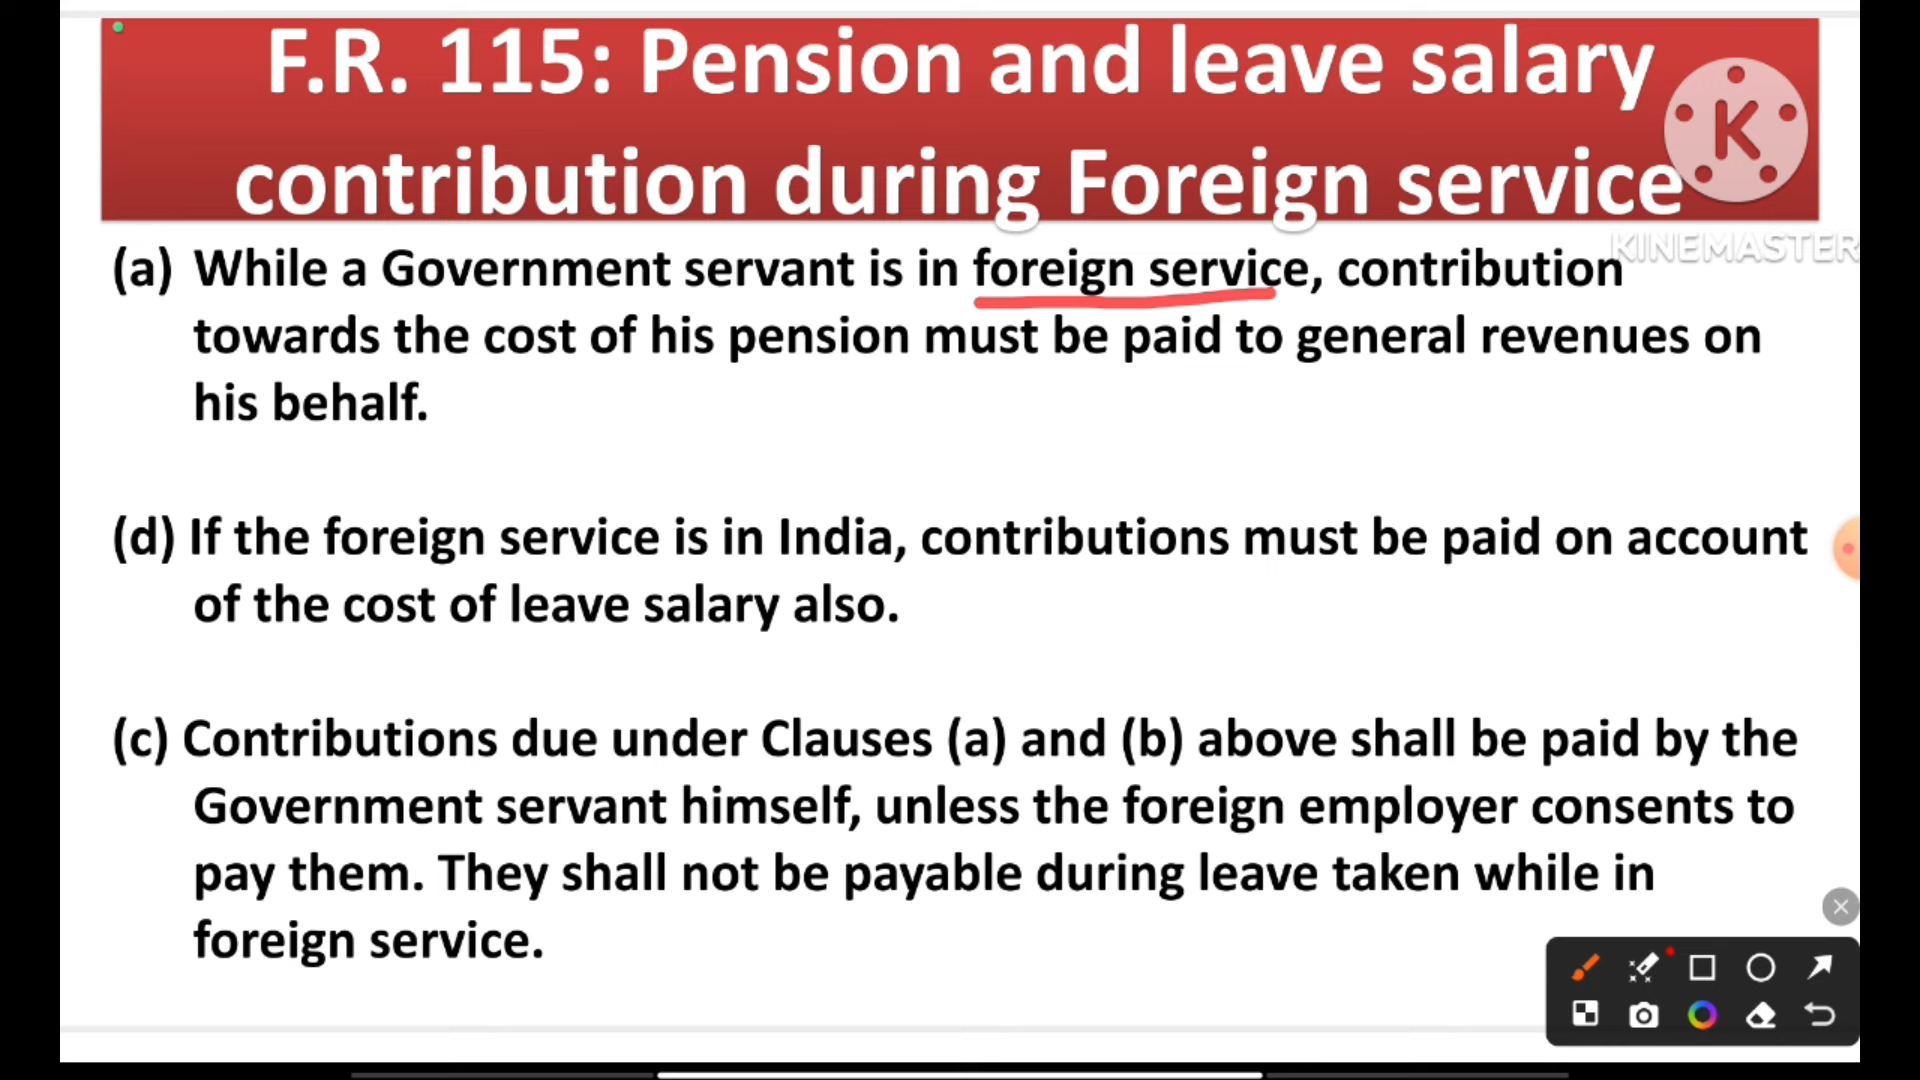 F.R. 115: Pension and leave salary
contribution during Foreign service
K
KINEMASTER
(a) While a Government servant is in foreign service, contribution
towards the cost of his pension must be paid to general revenues on
his behalf.
(d) If the foreign service is in India, contributions must be paid on account
of the cost of leave salary also.
(c) Contributions due under Clauses (a) and (b) above shall be paid by the
Government servant himself, unless the foreign employer consents to
pay them. They shall not be payable during leave taken while in
foreign service.